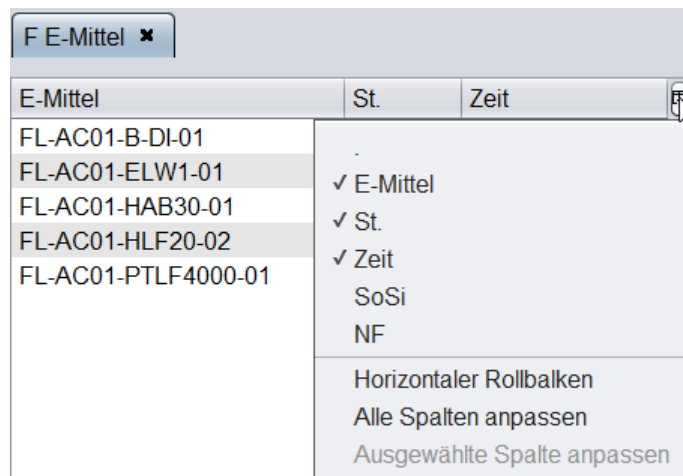 F E-Mittel ✖
E-Mittel St. Zeit
FL-AC01-B-DI-01
FL-AC01-ELW1-01
FL-AC01-HAB30-01
FL-AC01-HLF20-02
FL-AC01-PTLF4000-01
.
✓ E-Mittel
✓ St.
✓ Zeit
SoSi
NF
Horizontaler Rollbalken
Alle Spalten anpassen
Ausgewählte Spalte anpassen